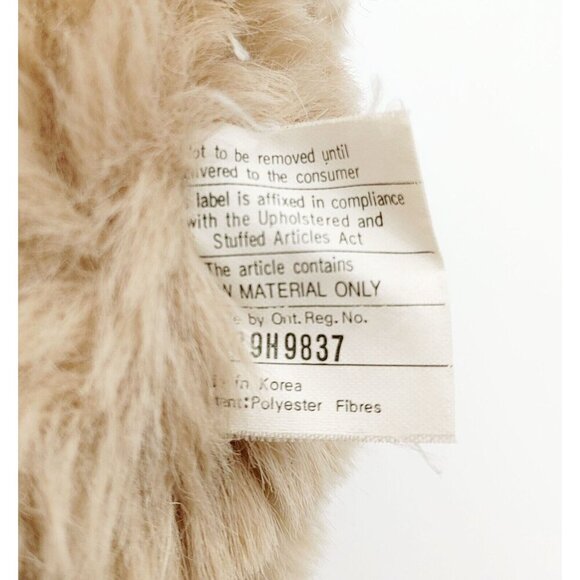 ot to be removed until
ivered to the consumer
label is affixed in compliance
with the Upholstered and
Stuffed Articles Act
The article contains
W MATERIAL ONLY
e by Ont. Reg. No.
9H9837
in Korea
tent: Polyester Fibres